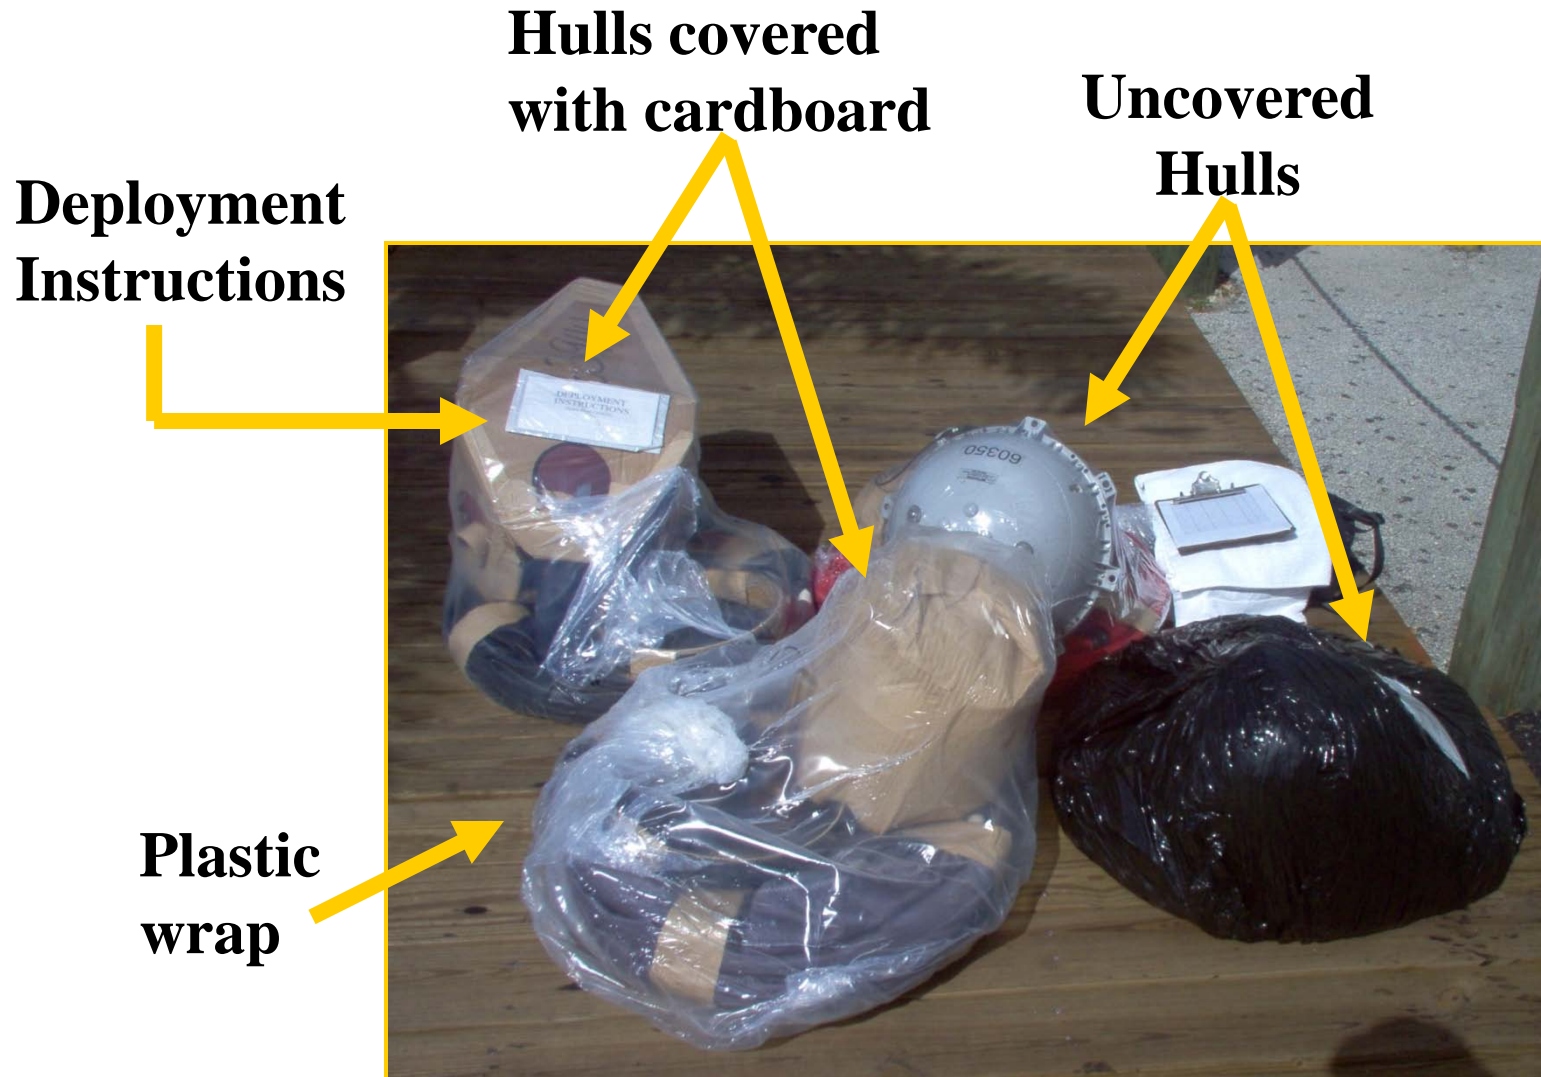 Hulls covered
with cardboard
Uncovered
Hulls
Deployment
Instructions
DEPLOYMENT
INSTRUCTIONS
60350
Plastic
wrap